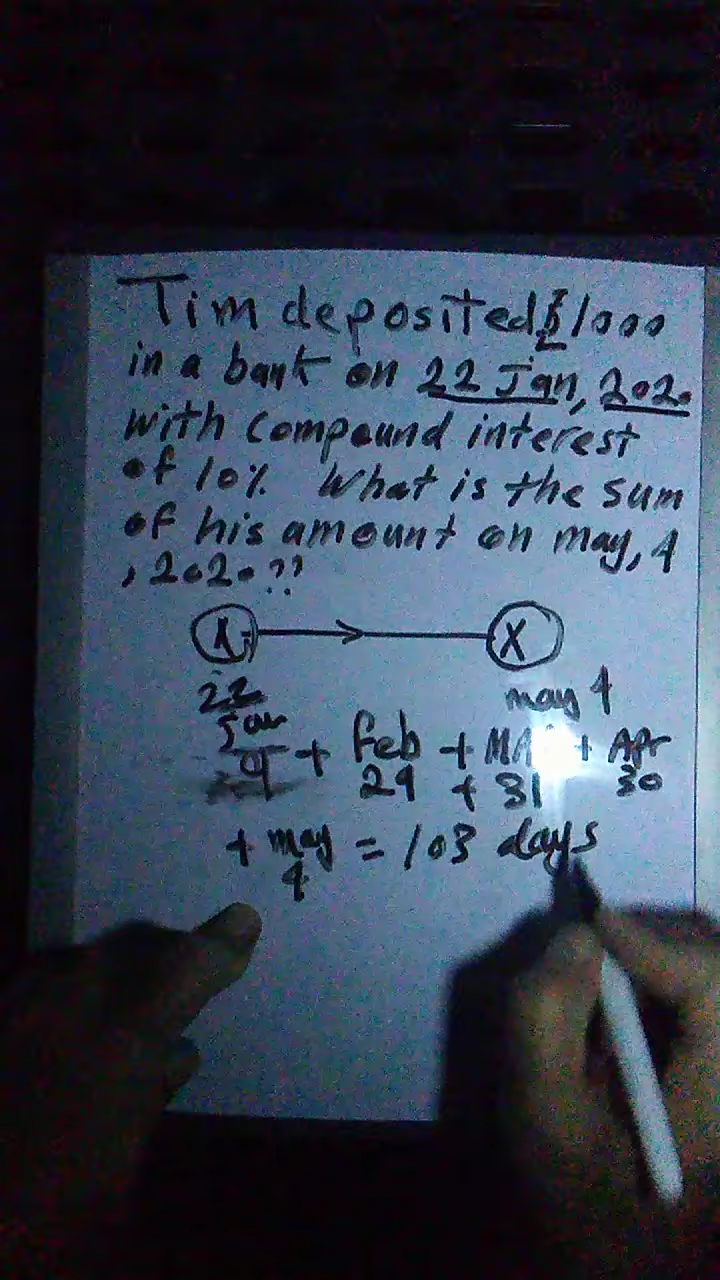 Tim deposited £1000
in a bank on 22 Jan, 2020
with compound interest
of 10% What is the sum
of his amount on may, 4
, 2020??
X
22 may 4
Jan
9 + Feb + MA + Apr
29 + 31 30
+ may = 103 days
4